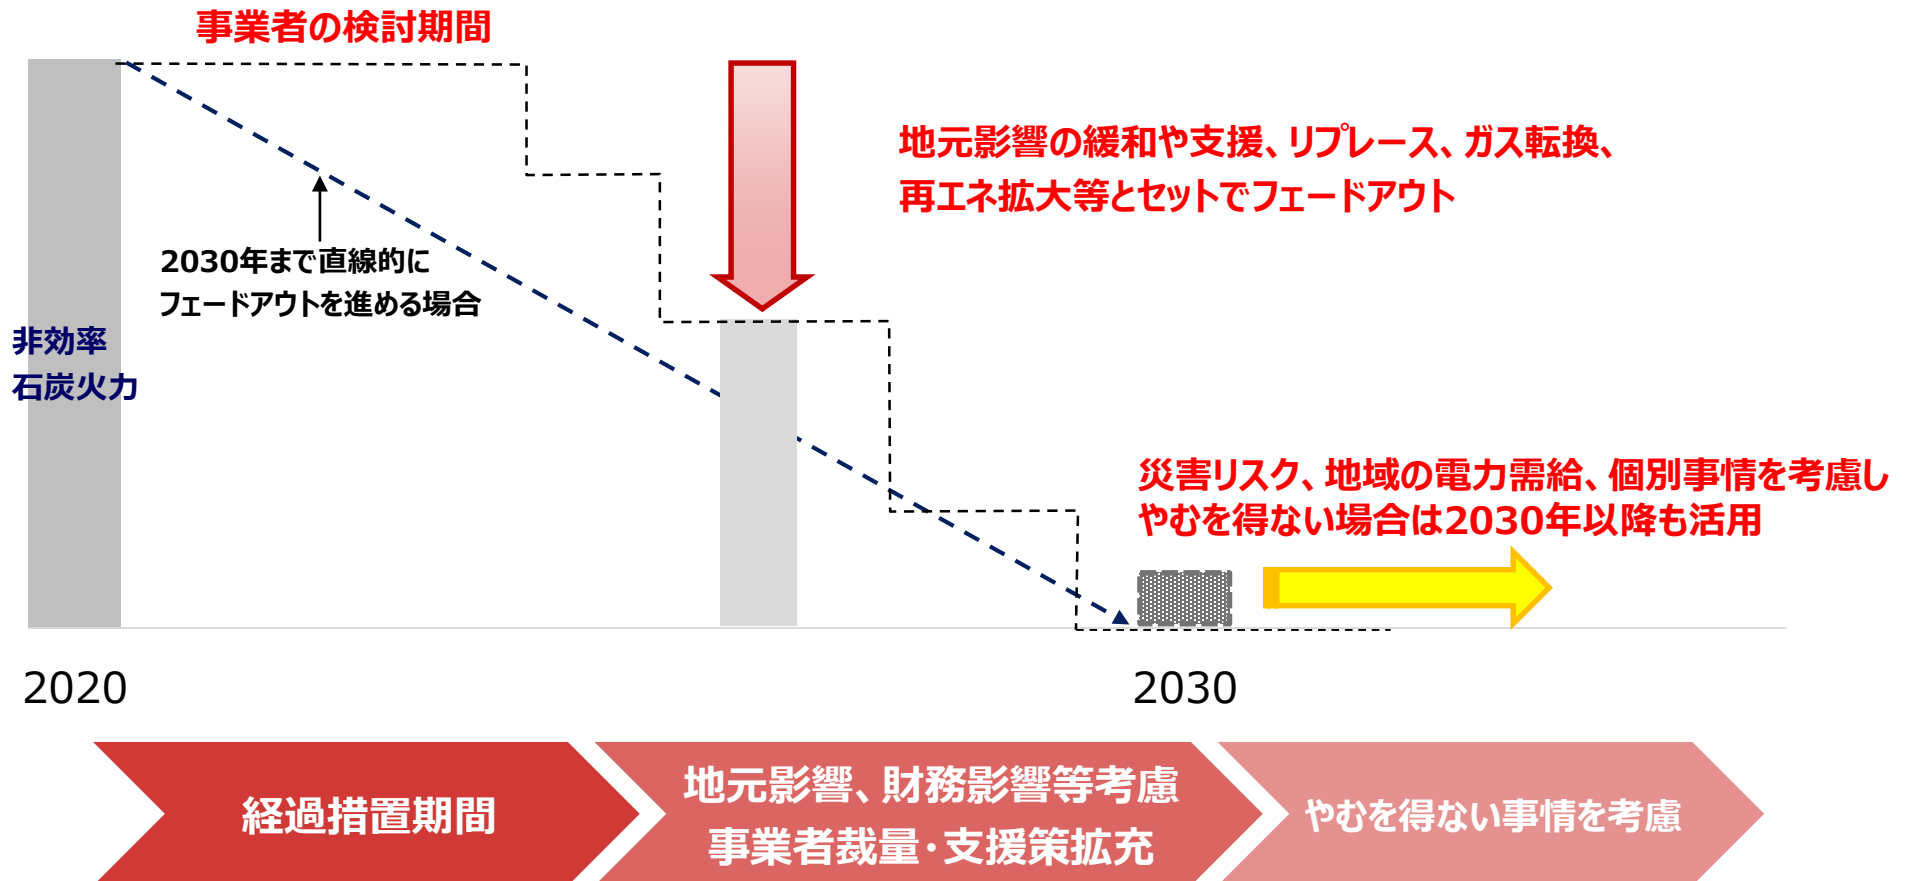 事業者の検討期間
地元影響の緩和や支援、リプレース、ガス転換、
再エネ拡大等とセットでフェードアウト
2030年まで直線的に
フェードアウトを進める場合
非効率
石炭火力
災害リスク、地域の電力需給、個別事情を考慮し
やむを得ない場合は2030年以降も活用
2020
2030
経過措置期間
地元影響、財務影響等考慮
事業者裁量・支援策拡充
やむを得ない事情を考慮